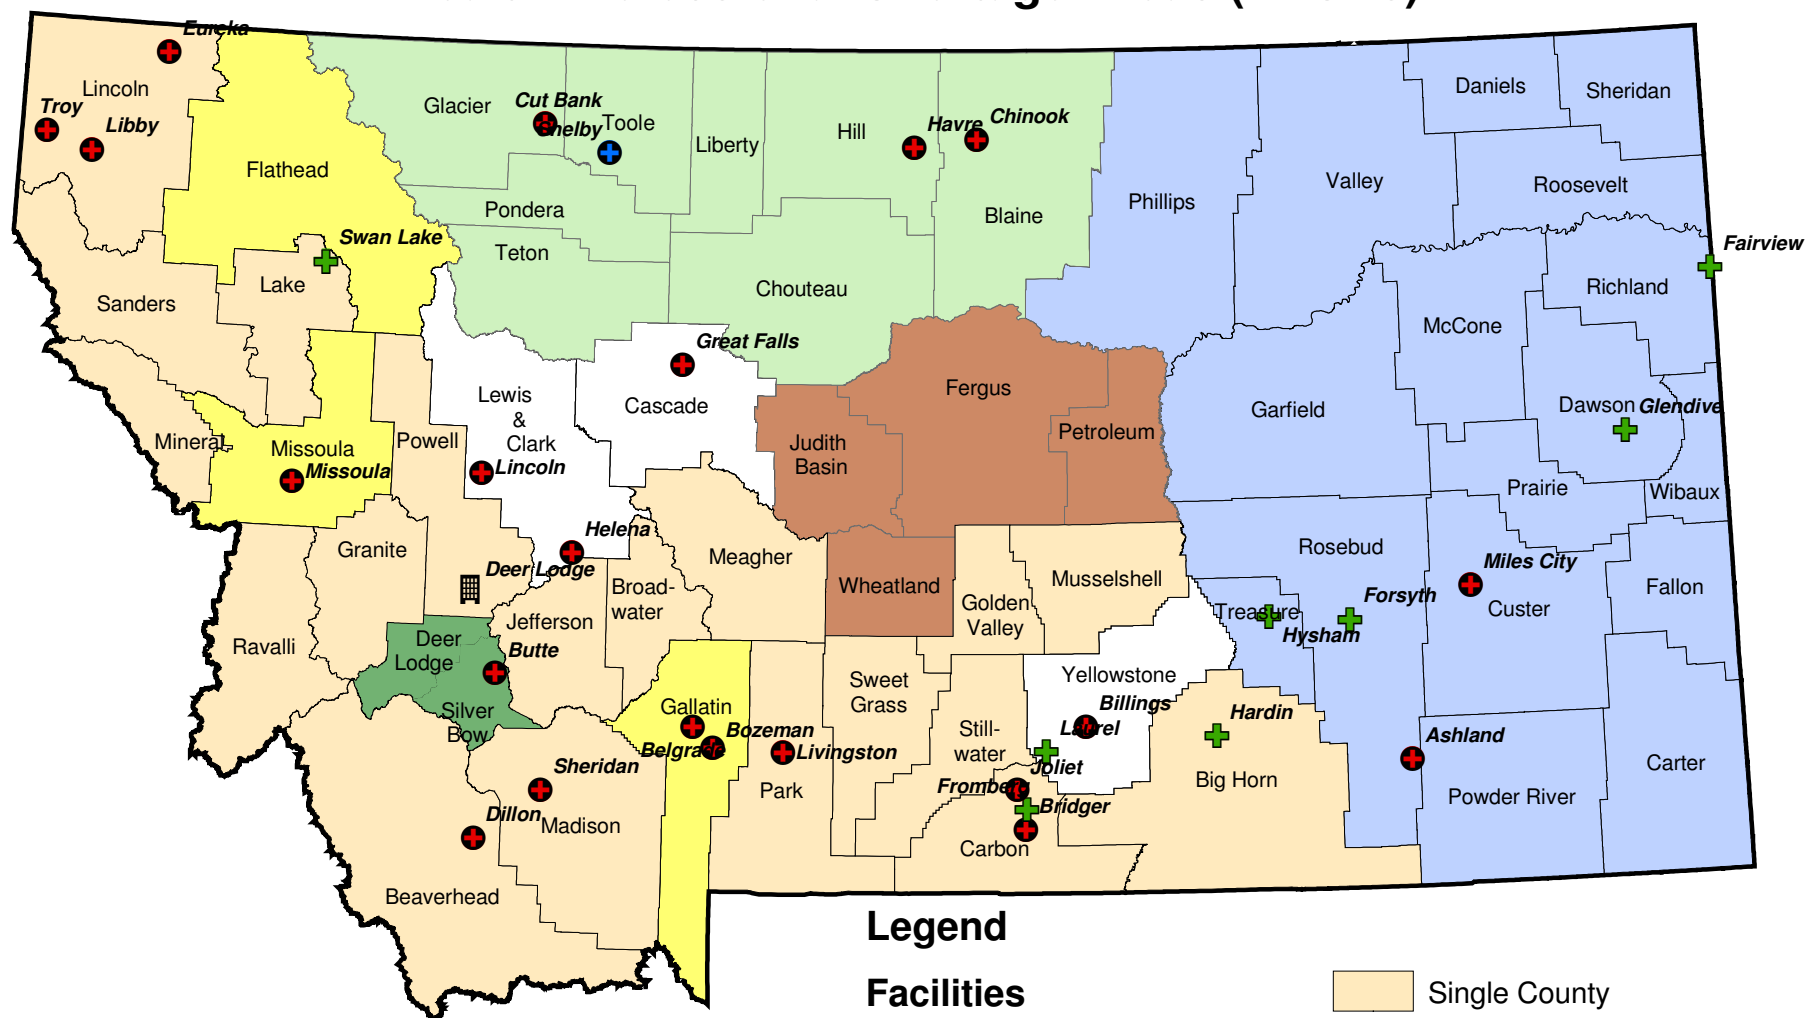 Eureka
Lincoln
Troy
Libby
Flathead
Glacier
Cut Bank
Shelby
Toole
Liberty
Hill
Havre
Chinook
Daniels
Sheridan
Valley
Roosevelt
Phillips
Blaine
Pondera
Teton
Swan Lake
Lake
Sanders
Chouteau
Fairview
Richland
McCone
Great Falls
Cascade
Lewis
&
Clark
Fergus
Petroleum
Judith
Basin
Garfield
Dawson
Glendive
Mineral
Missoula
Missoula
Powell
Lincoln
Prairie
Wibaux
Helena
Granite
Deer Lodge
Meagher
Broad-
water
Wheatland
Musselshell
Golden
Valley
Rosebud
Miles City
Custer
Fallon
Forsyth
Treasure
Hysham
Ravalli
Deer
Lodge
Jefferson
Butte
Silver
Bow
Sweet
Grass
Yellowstone
Billings
Laurel
Gallatin
Bozeman
Belgrade
Livingston
Park
Still-
water
Joliet
Fromberg
Bridger
Carbon
Hardin
Big Horn
Ashland
Powder River
Carter
Sheridan
Madison
Dillon
Beaverhead
Legend
Facilities
Single County